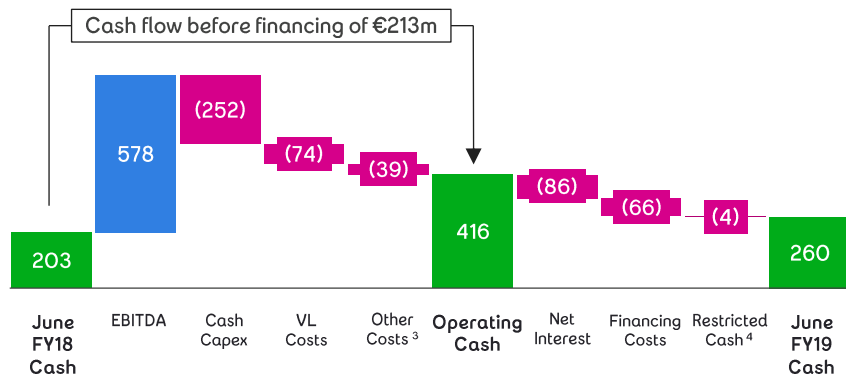 Cash flow before financing of €213m
(252)
578
(74)
(39)
(86)
(66)
(4)
416
203
260
June
FY18
Cash
EBITDA
Cash
Capex
VL
Costs
Other
Costs ³
Operating
Cash
Net
Interest
Financing
Costs
Restricted
Cash ⁴
June
FY19
Cash